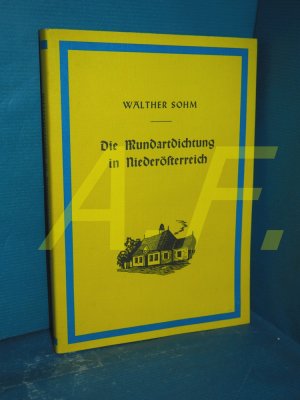 WALTHER SOHM
Die Mundartdichtung
in Niederösterreich
A.F.